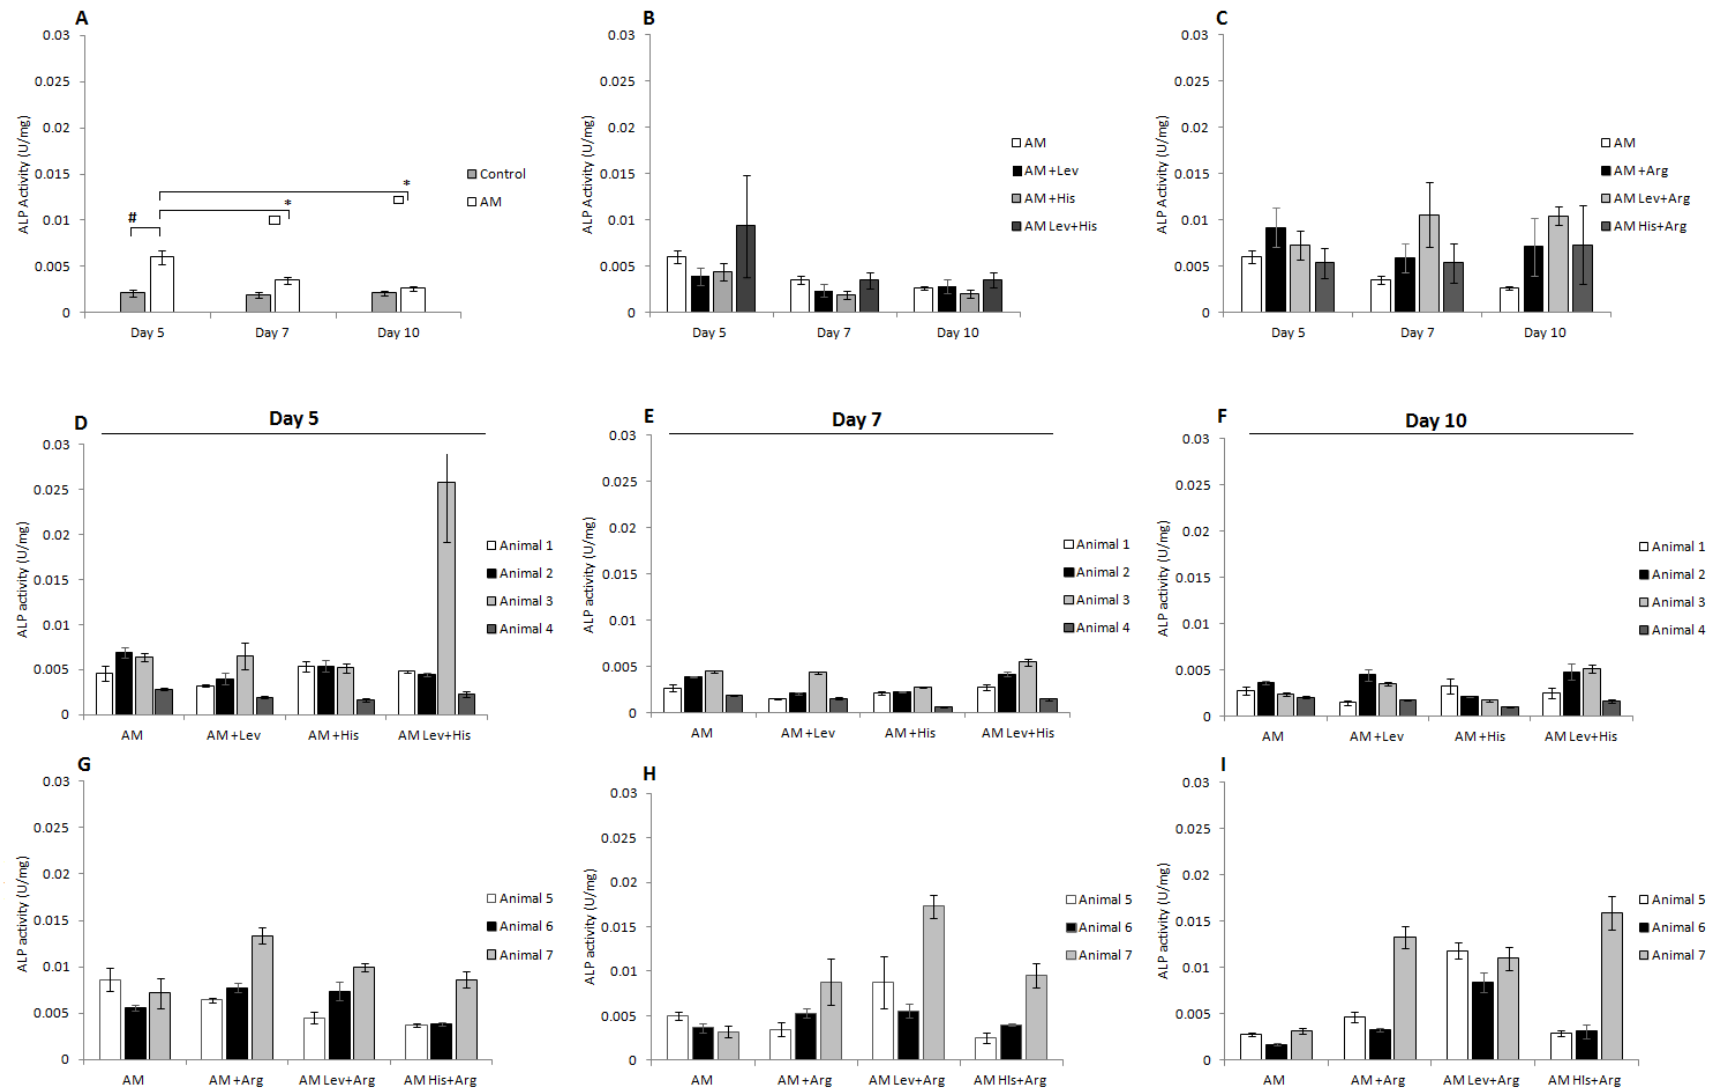 A
ALP Activity (U/mg)
0.03
0.025
0.02
0.015
0.01
0.005
0
#
*
*
Control
AM
Day 5
Day 7
Day 10
B
ALP Activity (U/mg)
0.03
0.025
0.02
0.015
0.01
0.005
0
AM
AM +Lev
AM +His
AM Lev+His
Day 5
Day 7
Day 10
C
ALP Activity (U/mg)
0.03
0.025
0.02
0.015
0.01
0.005
0
AM
AM +Arg
AM Lev+Arg
AM His+Arg
Day 5
Day 7
Day 10
D
Day 5
ALP activity (U/mg)
0.03
0.025
0.02
0.015
0.01
0.005
0
Animal 1
Animal 2
Animal 3
Animal 4
AM
AM +Lev
AM +His
AM Lev+His
E
Day 7
ALP activity (U/mg)
0.03
0.025
0.02
0.015
0.01
0.005
0
Animal 1
Animal 2
Animal 3
Animal 4
AM
AM +Lev
AM +His
AM Lev+His
F
Day 10
ALP activity (U/mg)
0.03
0.025
0.02
0.015
0.01
0.005
0
Animal 1
Animal 2
Animal 3
Animal 4
AM
AM +Lev
AM +His
AM Lev+His
G
ALP activity (U/mg)
0.03
0.025
0.02
0.015
0.01
0.005
0
Animal 5
Animal 6
Animal 7
AM
AM +Arg
AM Lev+Arg
AM His+Arg
H
ALP activity (U/mg)
0.03
0.025
0.02
0.015
0.01
0.005
0
Animal 5
Animal 6
Animal 7
AM
AM +Arg
AM Lev+Arg
AM His+Arg
I
ALP activity (U/mg)
0.03
0.025
0.02
0.015
0.01
0.005
0
Animal 5
Animal 6
Animal 7
AM
AM +Arg
AM Lev+Arg
AM His+Arg